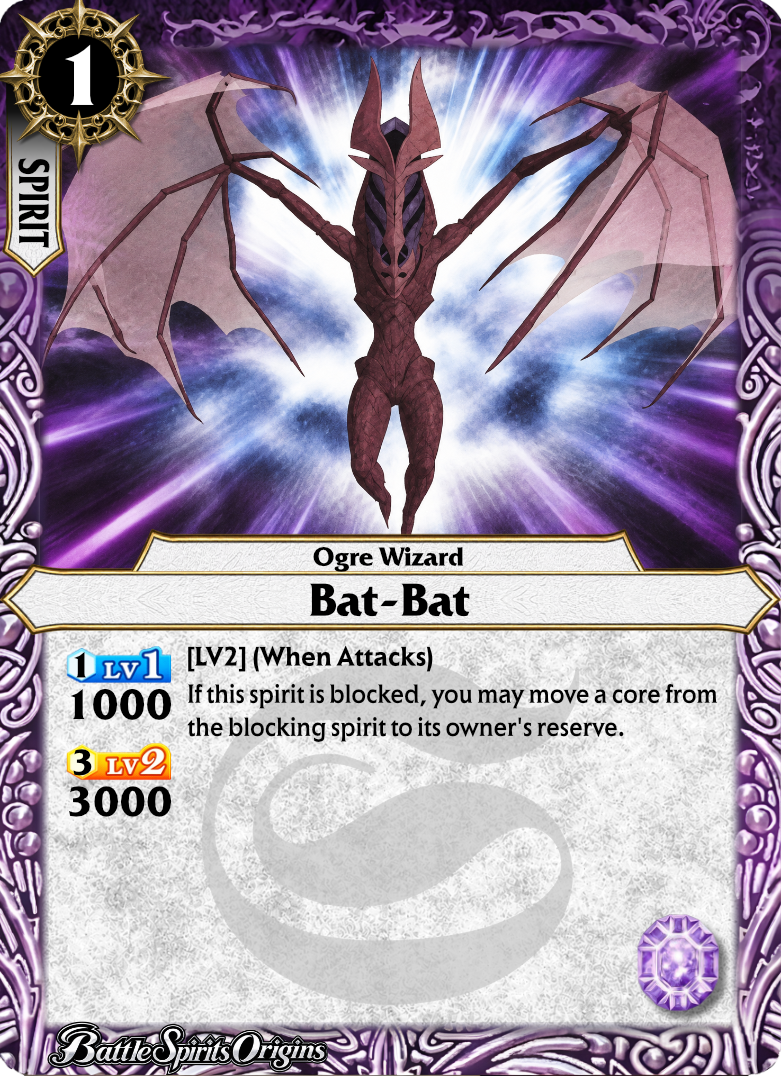 1
SPIRIT
Ogre Wizard
Bat-Bat
1 LV1
1000
3 LV2
3000
[LV2] (When Attacks)
If this spirit is blocked, you may move a core from
the blocking spirit to its owner's reserve.
Battle Spirits Origins